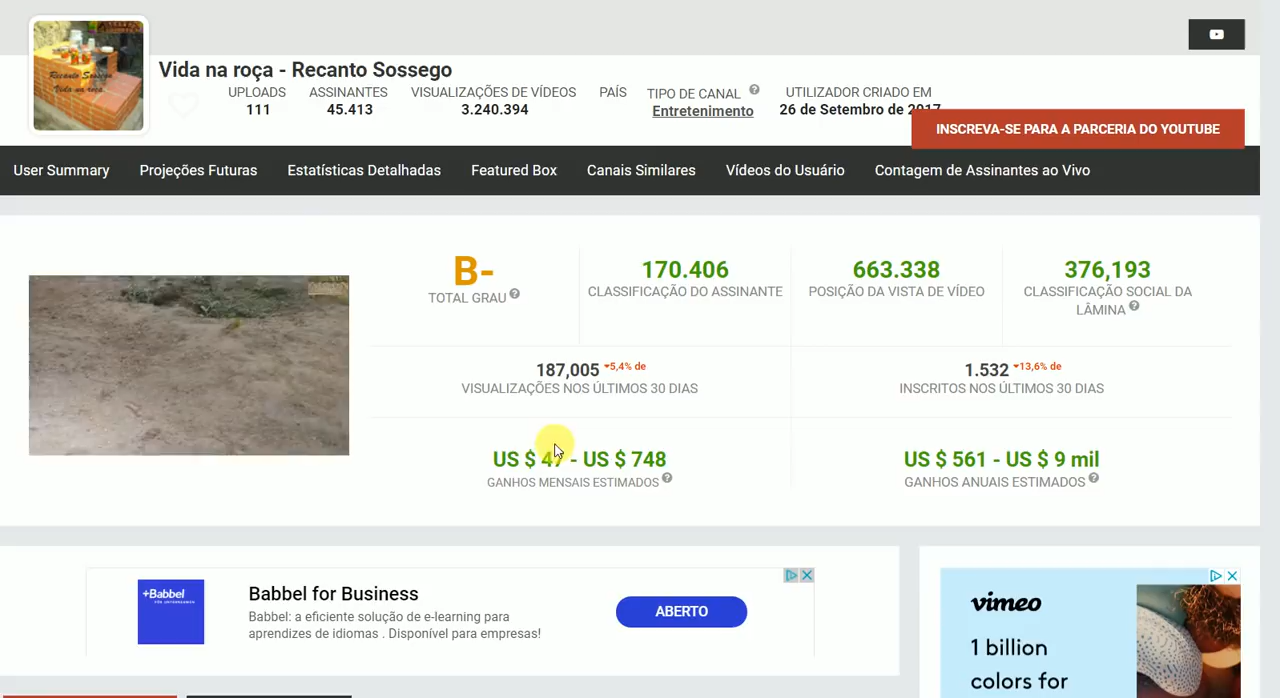 Recanto Sossego
Vida na roça
Vida na roça - Recanto Sossego
UPLOADS
111
ASSINANTES
45.413
VISUALIZAÇÕES DE VÍDEOS
3.240.394
PAÍS
TIPO DE CANAL ?
Entretenimento
UTILIZADOR CRIADO EM
26 de Setembro de 2017
INSCREVA-SE PARA A PARCERIA DO YOUTUBE
User Summary
Projeções Futuras
Estatísticas Detalhadas
Featured Box
Canais Similares
Vídeos do Usuário
Contagem de Assinantes ao Vivo
B-
TOTAL GRAU ?
170.406
CLASSIFICAÇÃO DO ASSINANTE
663.338
POSIÇÃO DA VISTA DE VÍDEO
376,193
CLASSIFICAÇÃO SOCIAL DA
LÂMINA ?
187,005 5,4% de
VISUALIZAÇÕES NOS ÚLTIMOS 30 DIAS
1.532 13,6% de
INSCRITOS NOS ÚLTIMOS 30 DIAS
US $ 47 - US $ 748
GANHOS MENSAIS ESTIMADOS ?
US $ 561 - US $ 9 mil
GANHOS ANUAIS ESTIMADOS ?
+Babbel
Babbel for Business
Babbel: a eficiente solução de e-learning para
aprendizes de idiomas . Disponível para empresas!
ABERTO
vimeo
1 billion
colors for